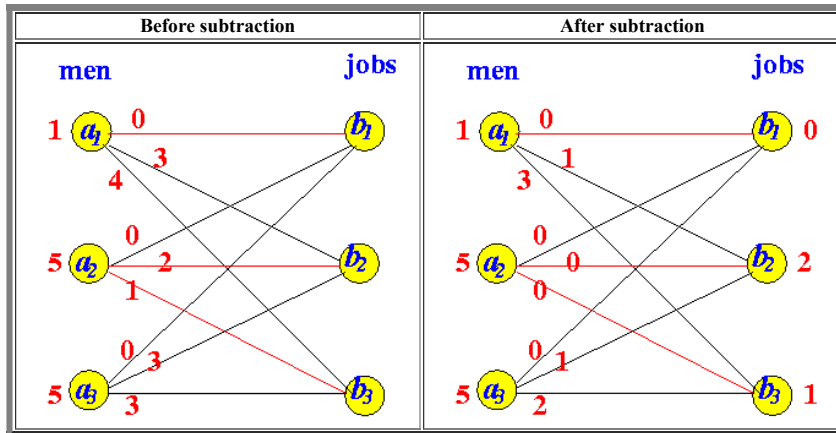 Before subtraction
After subtraction
men
jobs
1 a1 0 b1
3
4
0
5 a2 2 b2
1
0 3
5 a3 3 b3
men
jobs
1 a1 0 b1 0
1
3
0
5 a2 0 b2 2
0
0 1
5 a3 2 b3 1